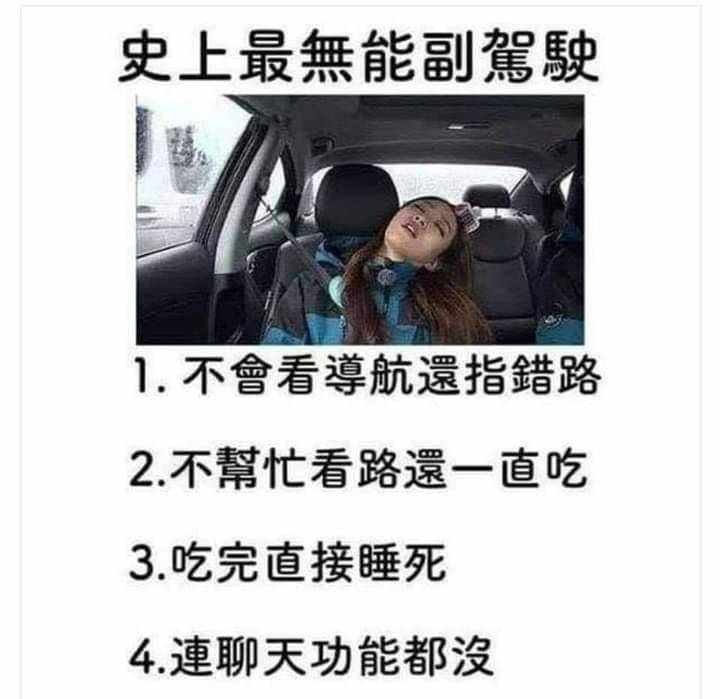 史上最無能副駕駛
1. 不會看導航還指錯路
2.不幫忙看路還一直吃
3.吃完直接睡死
4.連聊天功能都沒